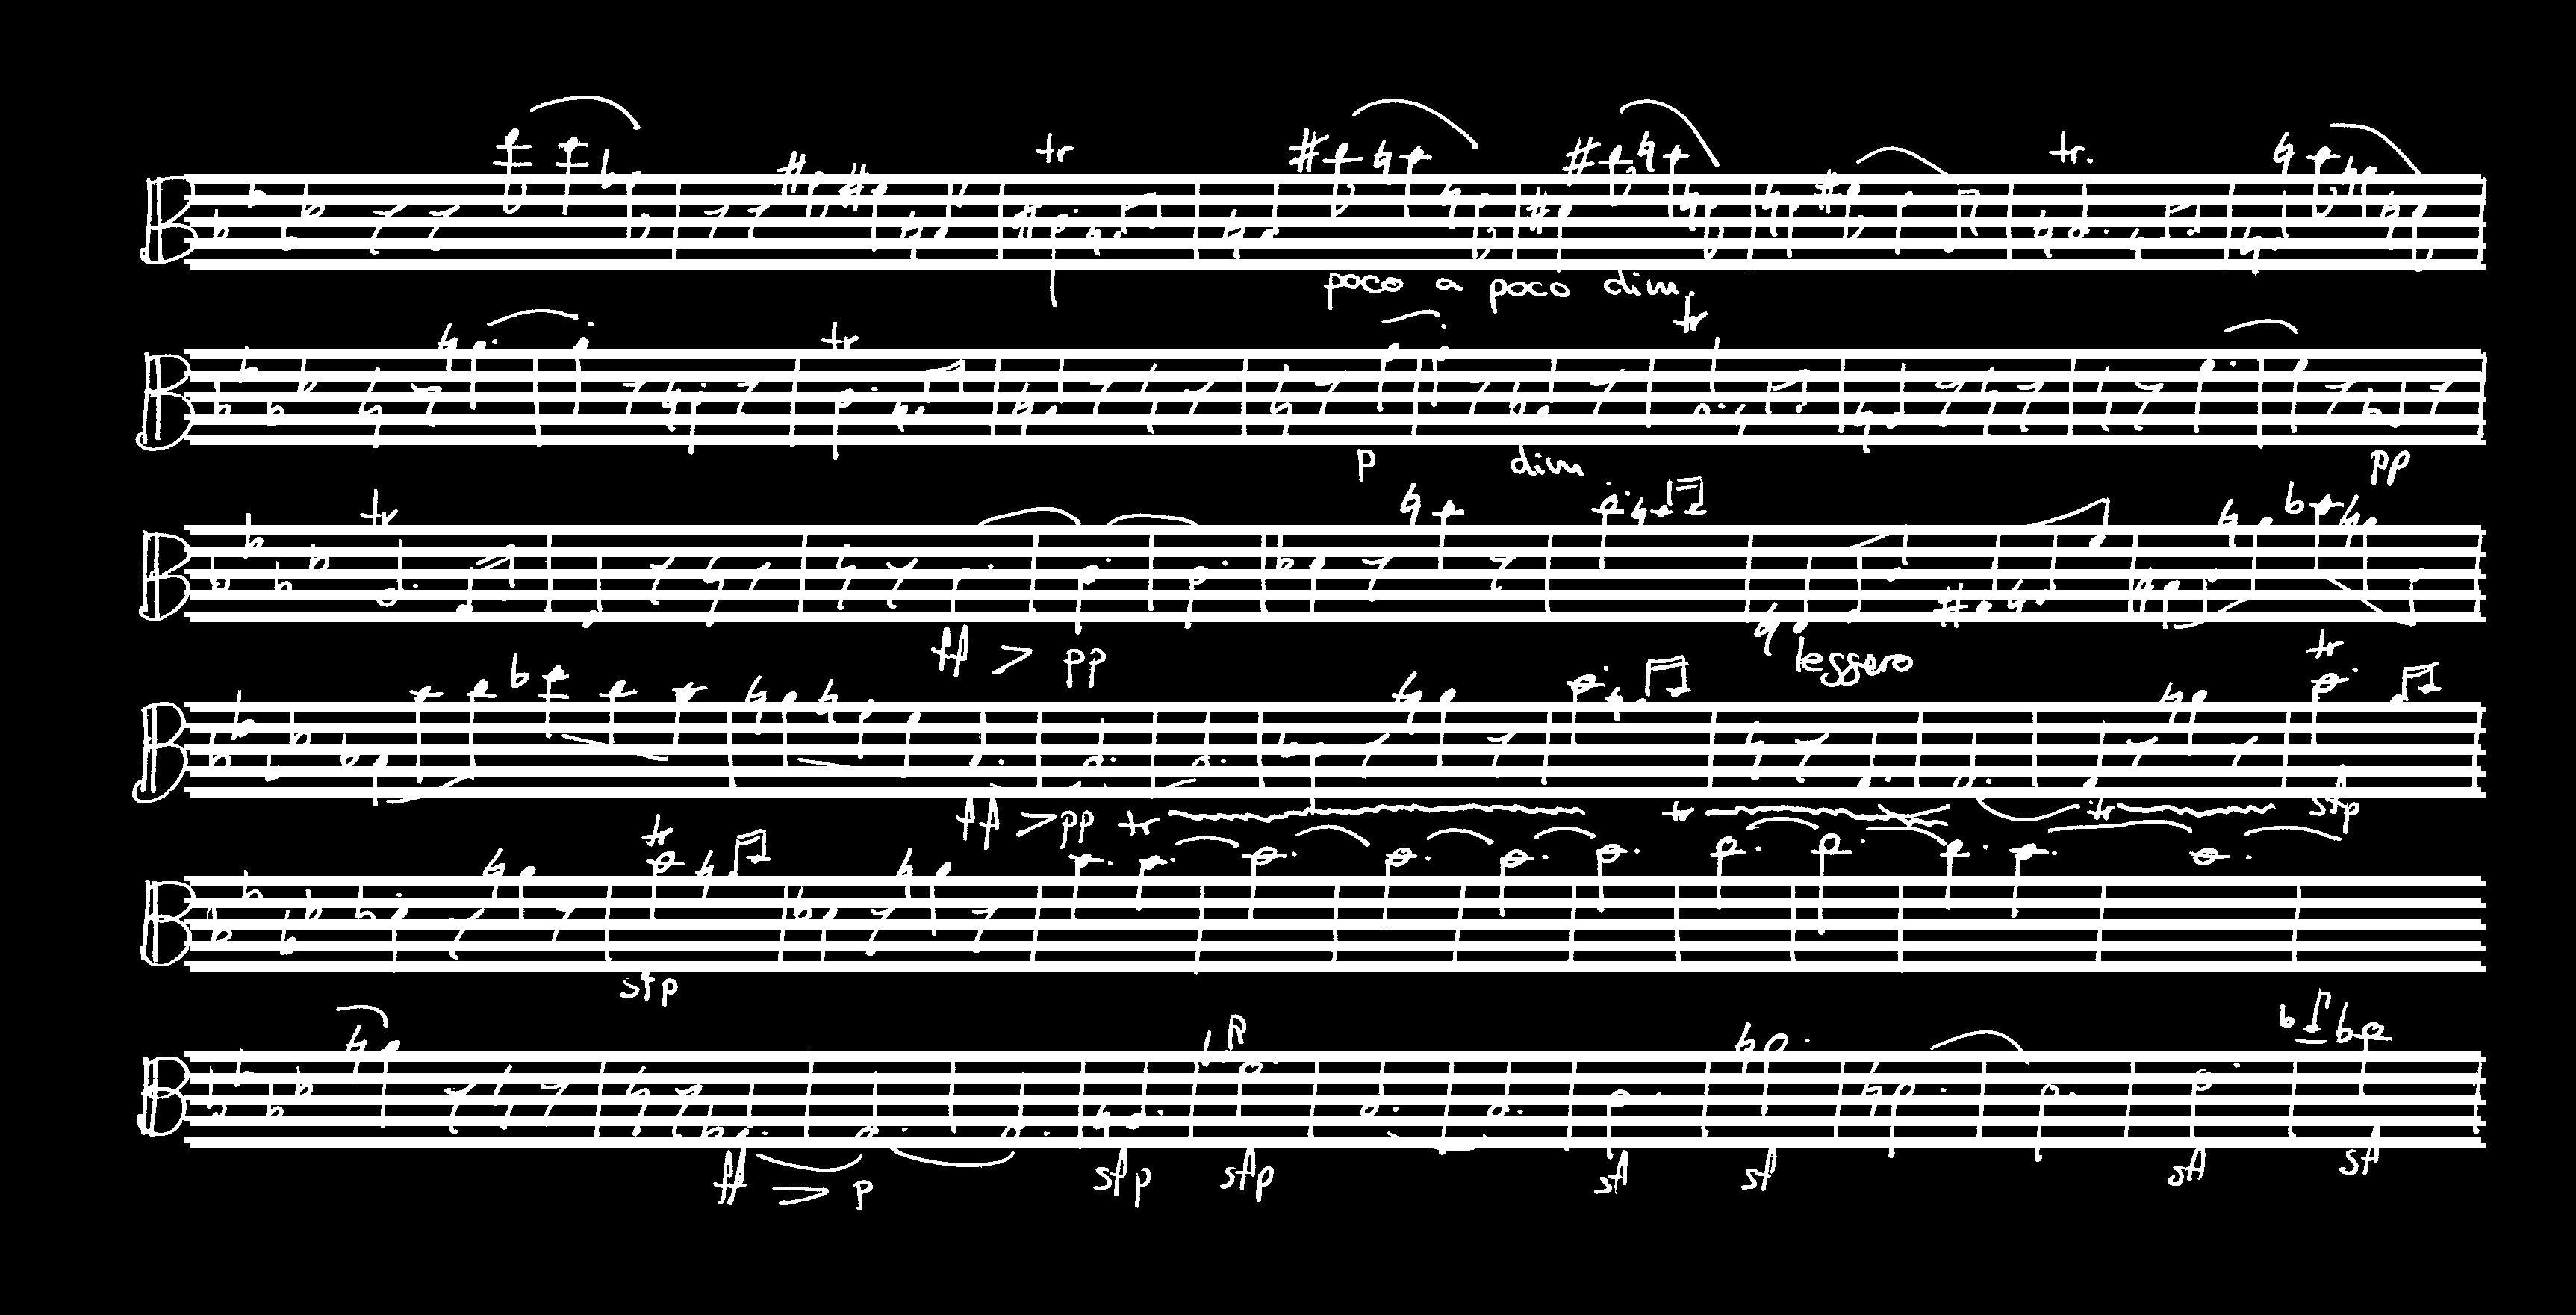 tr tr.
poco a poco dim.
tr tr
p dim pp
tr
ff > pp leggero
tr
ff > pp tr tr tr sfp
tr
sfp
ff > p sfp sfp sf sf sf sf